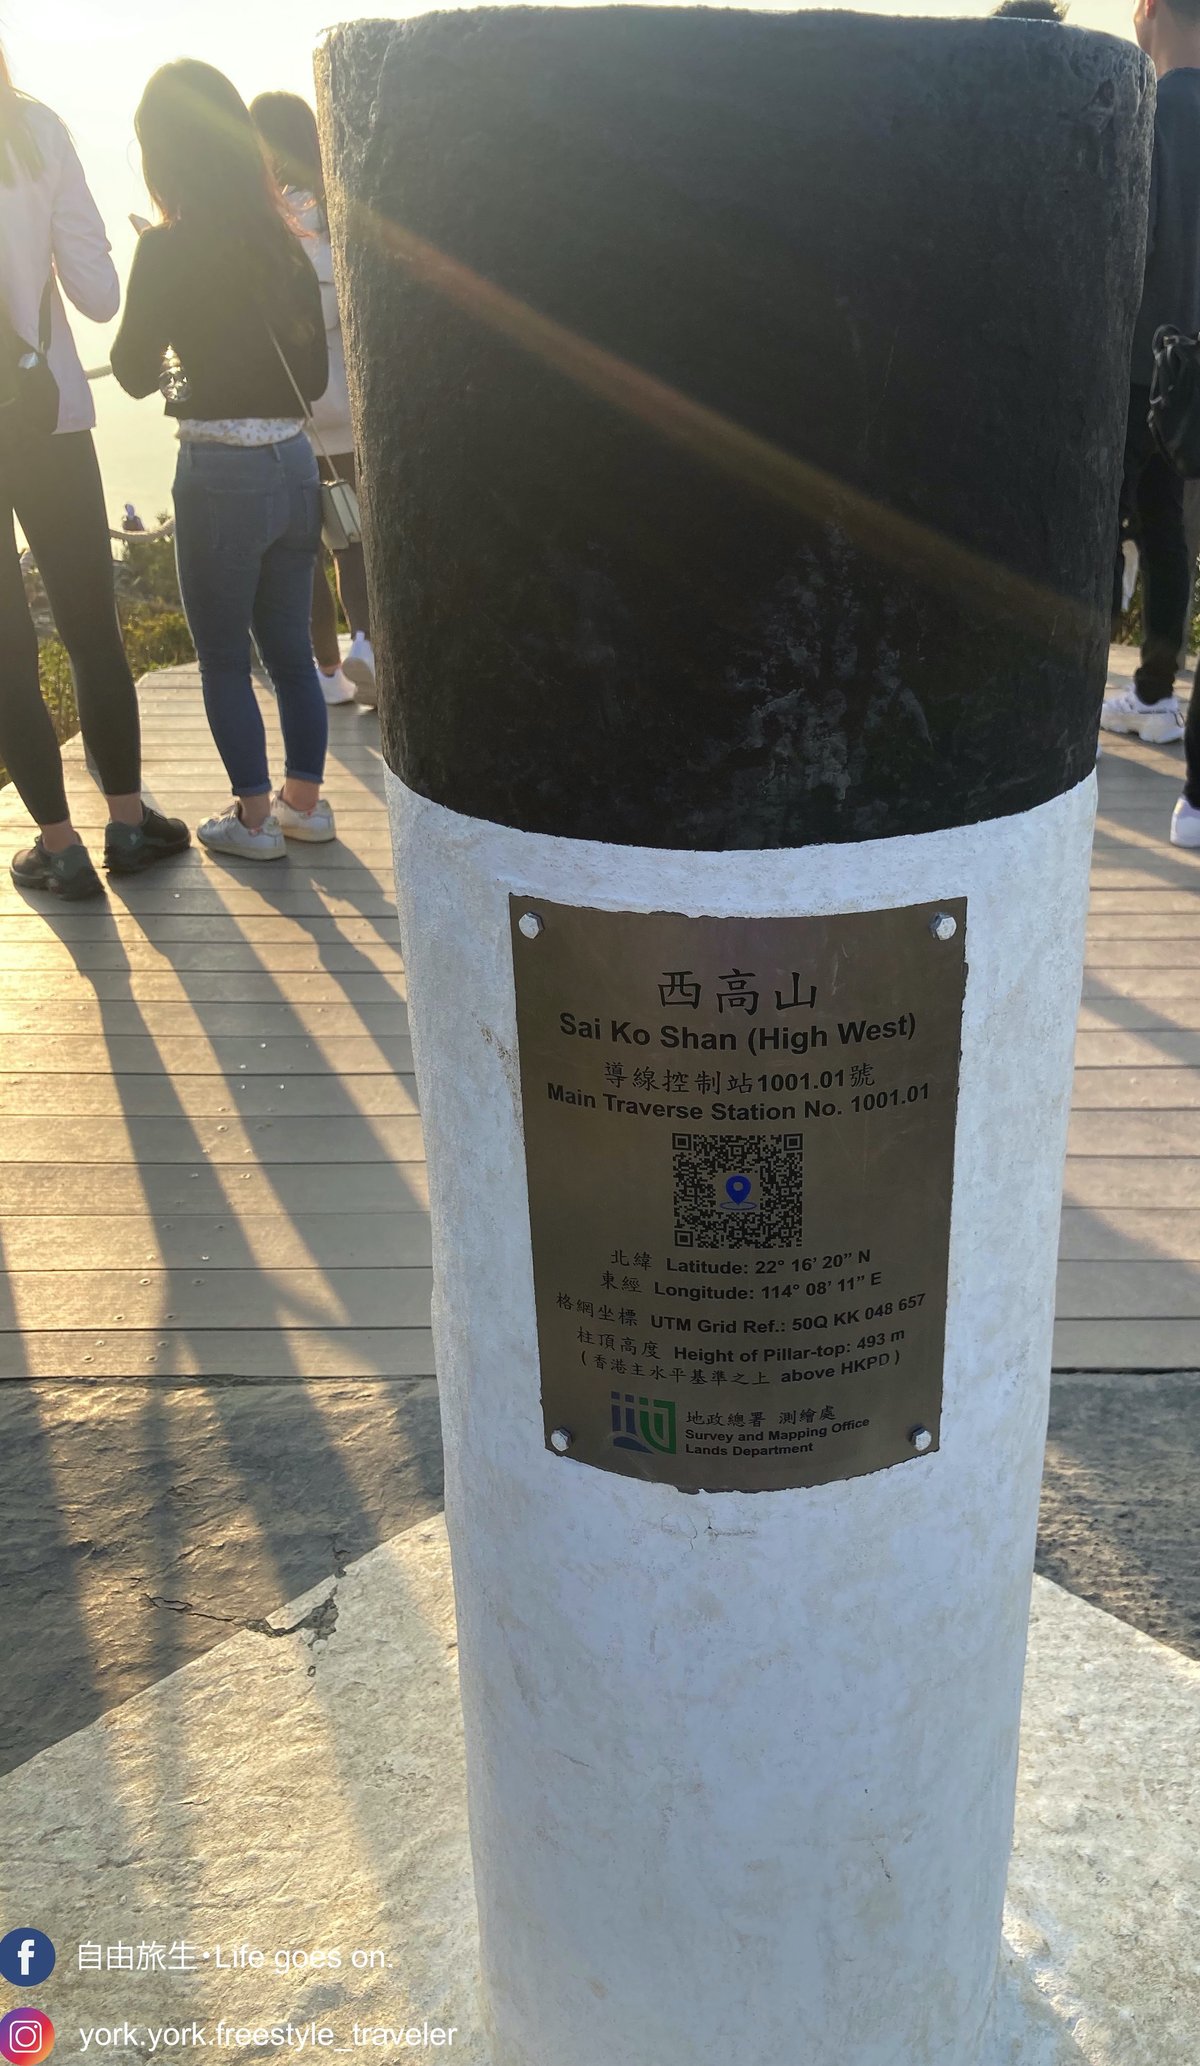 西高山
Sai Ko Shan (High West)
導線控制站1001.01號
Main Traverse Station No. 1001.01
北緯 Latitude: 22° 16’ 20” N
東經 Longitude: 114° 08’ 11” E
格網坐標 UTM Grid Ref.: 50Q KK 048 657
柱頂高度 Height of Pillar-top: 493 m
(香港主水平基準之上 above HKPD)
地政總署 測繪處
Survey and Mapping Office
Lands Department
自由旅生•Life goes on.
york.york.freestyle_traveler